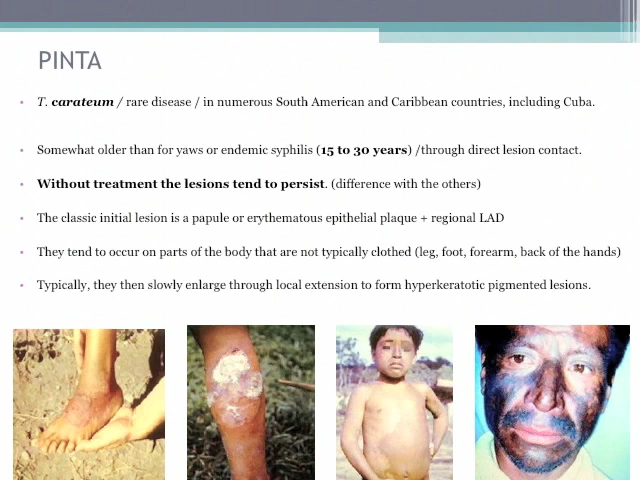 PINTA
• T. carateum / rare disease / in numerous South American and Caribbean countries, including Cuba.
• Somewhat older than for yaws or endemic syphilis (15 to 30 years) /through direct lesion contact.
• Without treatment the lesions tend to persist. (difference with the others)
• The classic initial lesion is a papule or erythematous epithelial plaque + regional LAD
• They tend to occur on parts of the body that are not typically clothed (leg, foot, forearm, back of the hands)
• Typically, they then slowly enlarge through local extension to form hyperkeratotic pigmented lesions.